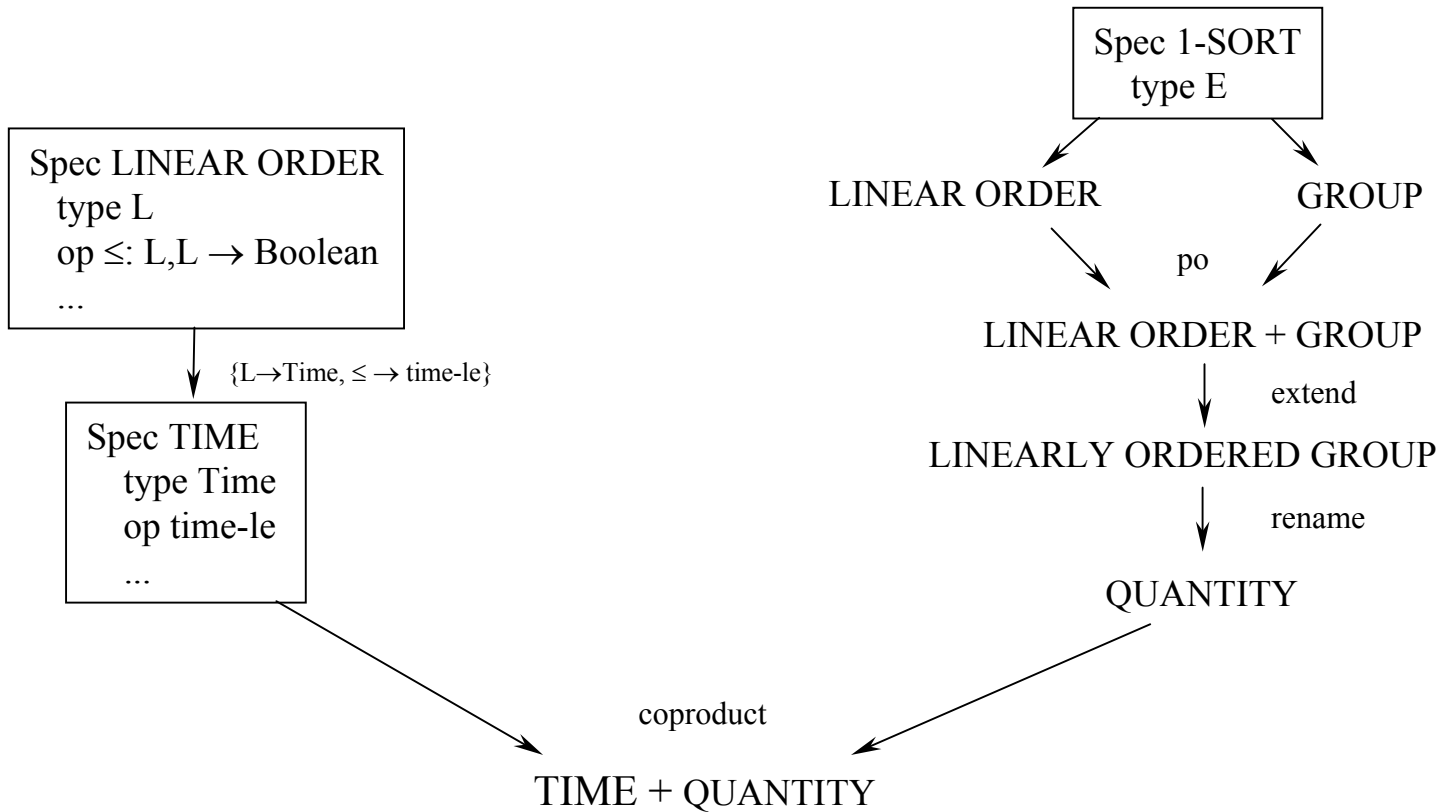 Spec 1-SORT
type E
Spec LINEAR ORDER
type L
op ≤: L,L → Boolean
...
LINEAR ORDER
GROUP
po
{L→Time, ≤ → time-le}
LINEAR ORDER + GROUP
extend
Spec TIME
type Time
op time-le
...
LINEARLY ORDERED GROUP
rename
QUANTITY
coproduct
TIME + QUANTITY